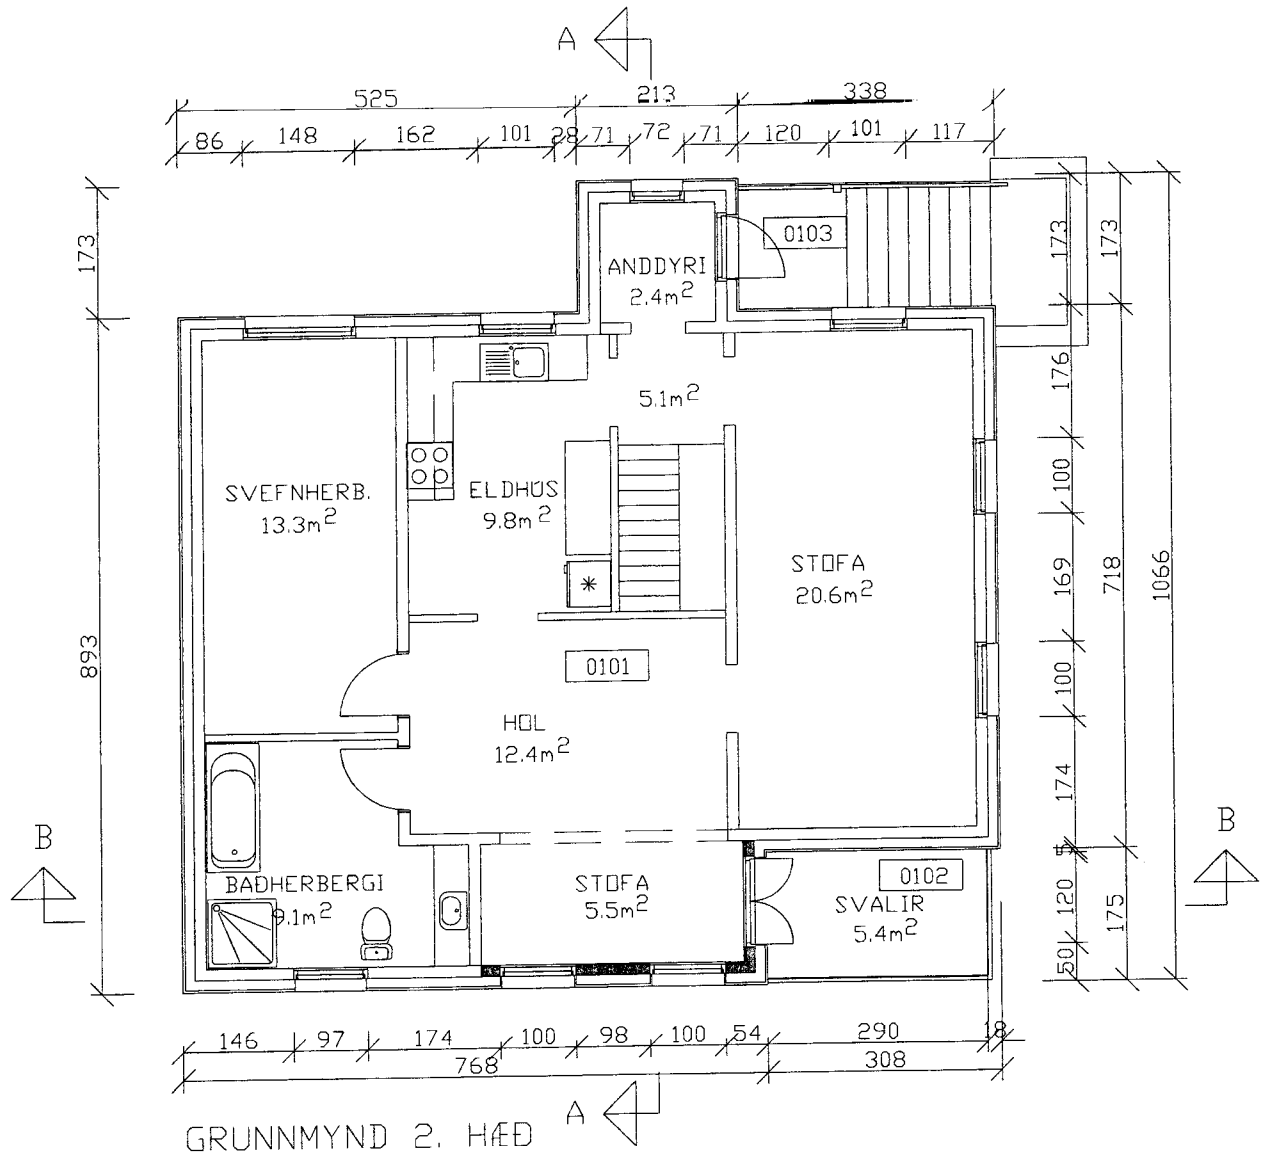 A
525 213 338
86 148 162 101 28 71 72 71 120 101 117
173
0103
173 173
ANDDYRI
2.4m²
5.1m²
176
SVEFNHERB.
13.3m²
ELDHÚS
9.8m²
100
STOFA
20.6m²
169 718 1066
893
0101
100
HOL
12.4m²
174
B
B
5
BAÐHERBERGI
9.1m²
STOFA
5.5m²
0102
SVALIR
5.4m²
120 175
50
146 97 174 100 98 100 54 290 18
768 308
A
GRUNNMYND 2. HÆÐ